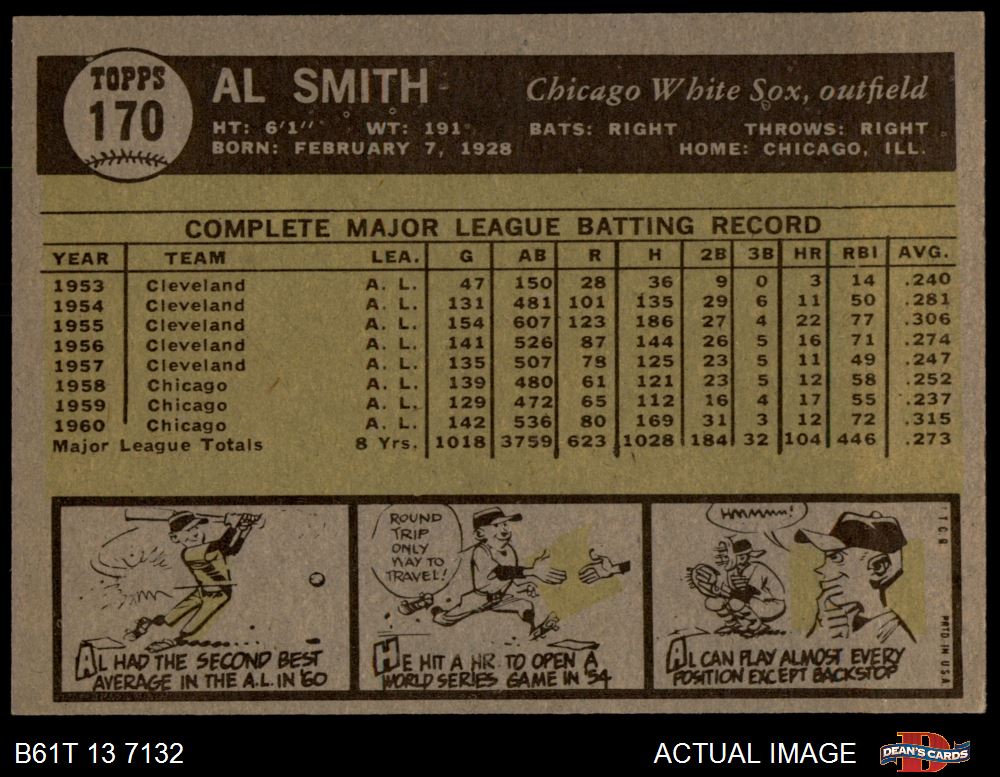 TOPPS
170
AL SMITH
Chicago White Sox, outfield
HT: 6'1" WT: 191 BATS: RIGHT THROWS: RIGHT
BORN: FEBRUARY 7, 1928 HOME: CHICAGO, ILL.
COMPLETE MAJOR LEAGUE BATTING RECORD
YEAR TEAM LEA. G AB R H 2B 3B HR RBI AVG.
1953 Cleveland A. L. 47 150 28 36 9 0 3 14 .240
1954 Cleveland A. L. 131 481 101 135 29 6 11 50 .281
1955 Cleveland A. L. 154 607 123 186 27 4 22 77 .306
1956 Cleveland A. L. 141 526 87 144 26 5 16 71 .274
1957 Cleveland A. L. 135 507 78 125 23 5 11 49 .247
1958 Chicago A. L. 139 480 61 121 23 5 12 58 .252
1959 Chicago A. L. 129 472 65 112 16 4 17 55 .237
1960 Chicago A. L. 142 536 80 169 31 3 12 72 .315
Major League Totals 8 Yrs. 1018 3759 623 1028 184 32 104 446 .273
AL HAD THE SECOND BEST
AVERAGE IN THE A.L. IN '60
ROUND
TRIP
ONLY
WAY TO
TRAVEL!
HE HIT A HR. TO OPEN A
WORLD SERIES GAME IN '54
HMMMM!
AL CAN PLAY ALMOST EVERY
POSITION EXCEPT BACKSTOP
T.C.G.
PRTD. IN U.S.A.
B61T 13 7132
ACTUAL IMAGE
DEAN'S CARDS